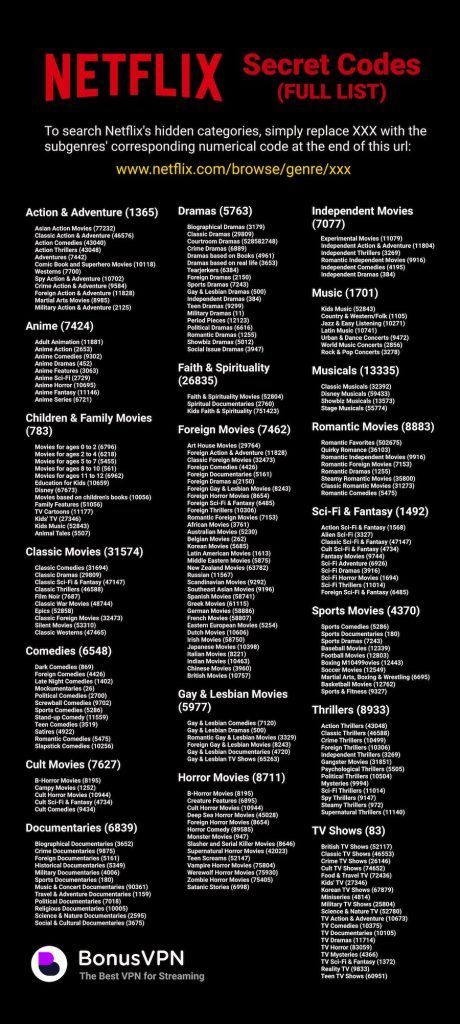 NETFLIX
Secret Codes
(FULL LIST)
To search Netflix's hidden categories, simply replace XXX with the
subgenres' corresponding numerical code at the end of this url:
www.netflix.com/browse/genre/xxx
Action & Adventure (1365)
Asian Action Movies (77232)
Classic Action & Adventure (46576)
Action Comedies (43040)
Action Thrillers (43048)
Adventures (7442)
Comic Book and Superhero Movies (10118)
Westerns (7700)
Spy Action & Adventure (10702)
Crime Action & Adventure (9584)
Foreign Action & Adventure (11828)
Martial Arts Movies (8985)
Military Action & Adventure (2125)
Anime (7424)
Adult Animation (11881)
Anime Action (2653)
Anime Comedies (9302)
Anime Dramas (452)
Anime Features (3063)
Anime Sci-Fi (2729)
Anime Horror (10695)
Anime Fantasy (11146)
Anime Series (6721)
Children & Family Movies
(783)
Movies for ages 0 to 2 (6796)
Movies for ages 2 to 4 (6218)
Movies for ages 5 to 7 (5455)
Movies for ages 8 to 10 (561)
Movies for ages 11 to 12 (6962)
Education for Kids (10659)
Disney (67673)
Movies based on children's books (10056)
Family Features (51056)
TV Cartoons (11177)
Kids' TV (27346)
Kids Music (52843)
Animal Tales (5507)
Classic Movies (31574)
Classic Comedies (31694)
Classic Dramas (29809)
Classic Sci-Fi & Fantasy (47147)
Classic Thrillers (46588)
Film Noir (7687)
Classic War Movies (48744)
Epics (52858)
Classic Foreign Movies (32473)
Silent Movies (53310)
Classic Westerns (47465)
Comedies (6548)
Dark Comedies (869)
Foreign Comedies (4426)
Late Night Comedies (1402)
Mockumentaries (26)
Political Comedies (2700)
Screwball Comedies (9702)
Sports Comedies (5286)
Stand-up Comedy (11559)
Teen Comedies (3519)
Satires (4922)
Romantic Comedies (5475)
Slapstick Comedies (10256)
Cult Movies (7627)
B-Horror Movies (8195)
Campy Movies (1252)
Cult Horror Movies (10944)
Cult Sci-Fi & Fantasy (4734)
Cult Comedies (9434)
Documentaries (6839)
Biographical Documentaries (3652)
Crime Documentaries (9875)
Foreign Documentaries (5161)
Historical Documentaries (5349)
Military Documentaries (4006)
Sports Documentaries (180)
Music & Concert Documentaries (90361)
Travel & Adventure Documentaries (1159)
Political Documentaries (7018)
Religious Documentaries (10005)
Science & Nature Documentaries (2595)
Social & Cultural Documentaries (3675)
Dramas (5763)
Biographical Dramas (3179)
Classic Dramas (29809)
Courtroom Dramas (528582748)
Crime Dramas (6889)
Dramas based on Books (4961)
Dramas based on real life (3653)
Tearjerkers (6384)
Foreign Dramas (2150)
Sports Dramas (7243)
Gay & Lesbian Dramas (500)
Independent Dramas (384)
Teen Dramas (9299)
Military Dramas (11)
Period Pieces (12123)
Political Dramas (6616)
Romantic Dramas (1255)
Showbiz Dramas (5012)
Social Issue Dramas (3947)
Faith & Spirituality
(26835)
Faith & Spirituality Movies (52804)
Spiritual Documentaries (2760)
Kids Faith & Spirituality (751423)
Foreign Movies (7462)
Art House Movies (29764)
Foreign Action & Adventure (11828)
Classic Foreign Movies (32473)
Foreign Comedies (4426)
Foreign Documentaries (5161)
Foreign Dramas a(2150)
Foreign Gay & Lesbian Movies (8243)
Foreign Horror Movies (8654)
Foreign Sci-Fi & Fantasy (6485)
Foreign Thrillers (10306)
Romantic Foreign Movies (7153)
African Movies (3761)
Australian Movies (5230)
Belgian Movies (262)
Korean Movies (5685)
Latin American Movies (1613)
Middle Eastern Movies (5875)
New Zealand Movies (63782)
Russian (11567)
Scandinavian Movies (9292)
Southeast Asian Movies (9196)
Spanish Movies (58741)
Greek Movies (61115)
German Movies (58886)
French Movies (58807)
Eastern European Movies (5254)
Dutch Movies (10606)
Irish Movies (58750)
Japanese Movies (10398)
Italian Movies (8221)
Indian Movies (10463)
Chinese Movies (3960)
British Movies (10757)
Gay & Lesbian Movies
(5977)
Gay & Lesbian Comedies (7120)
Gay & Lesbian Dramas (500)
Romantic Gay & Lesbian Movies (3329)
Foreign Gay & Lesbian Movies (8243)
Gay & Lesbian Documentaries (4720)
Gay & Lesbian TV Shows (65263)
Horror Movies (8711)
B-Horror Movies (8195)
Creature Features (6895)
Cult Horror Movies (10944)
Deep Sea Horror Movies (45028)
Foreign Horror Movies (8654)
Horror Comedy (89585)
Monster Movies (947)
Slasher and Serial Killer Movies (8646)
Supernatural Horror Movies (42023)
Teen Screams (52147)
Vampire Horror Movies (75804)
Werewolf Horror Movies (75930)
Zombie Horror Movies (75405)
Satanic Stories (6998)
Independent Movies
(7077)
Experimental Movies (11079)
Independent Action & Adventure (11804)
Independent Thrillers (3269)
Romantic Independent Movies (9916)
Independent Comedies (4195)
Independent Dramas (384)
Music (1701)
Kids Music (52843)
Country & Western/Folk (1105)
Jazz & Easy Listening (10271)
Latin Music (10741)
Urban & Dance Concerts (9472)
World Music Concerts (2856)
Rock & Pop Concerts (3278)
Musicals (13335)
Classic Musicals (32392)
Disney Musicals (59433)
Showbiz Musicals (13573)
Stage Musicals (55774)
Romantic Movies (8883)
Romantic Favorites (502675)
Quirky Romance (36103)
Romantic Independent Movies (9916)
Romantic Foreign Movies (7153)
Romantic Dramas (1255)
Steamy Romantic Movies (35800)
Classic Romantic Movies (31273)
Romantic Comedies (5475)
Sci-Fi & Fantasy (1492)
Action Sci-Fi & Fantasy (1568)
Alien Sci-Fi (3327)
Classic Sci-Fi & Fantasy (47147)
Cult Sci-Fi & Fantasy (4734)
Fantasy Movies (9744)
Sci-Fi Adventure (6926)
Sci-Fi Dramas (3916)
Sci-Fi Horror Movies (1694)
Sci-Fi Thrillers (11014)
Foreign Sci-Fi & Fantasy (6485)
Sports Movies (4370)
Sports Comedies (5286)
Sports Documentaries (180)
Sports Dramas (7243)
Baseball Movies (12339)
Football Movies (12803)
Boxing M10499ovies (12443)
Soccer Movies (12549)
Martial Arts, Boxing & Wrestling (6695)
Basketball Movies (12762)
Sports & Fitness (9327)
Thrillers (8933)
Action Thrillers (43048)
Classic Thrillers (46588)
Crime Thrillers (10499)
Foreign Thrillers (10306)
Independent Thrillers (3269)
Gangster Movies (31851)
Psychological Thrillers (5505)
Political Thrillers (10504)
Mysteries (9994)
Sci-Fi Thrillers (11014)
Spy Thrillers (9147)
Steamy Thrillers (972)
Supernatural Thrillers (11140)
TV Shows (83)
British TV Shows (52117)
Classic TV Shows (46553)
Crime TV Shows (26146)
Cult TV Shows (74652)
Food & Travel TV (72436)
Kids' TV (27346)
Korean TV Shows (67879)
Miniseries (4814)
Military TV Shows (25804)
Science & Nature TV (52780)
TV Action & Adventure (10673)
TV Comedies (10375)
TV Documentaries (10105)
TV Dramas (11714)
TV Horror (83059)
TV Mysteries (4366)
TV Sci-Fi & Fantasy (1372)
Reality TV (9833)
Teen TV Shows (60951)
BonusVPN
The Best VPN for Streaming